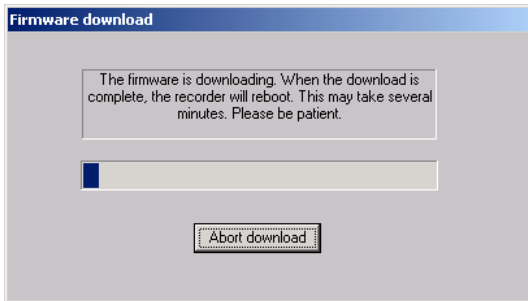 Firmware download
The firmware is downloading. When the download is
complete, the recorder will reboot. This may take several
minutes. Please be patient.
Abort download